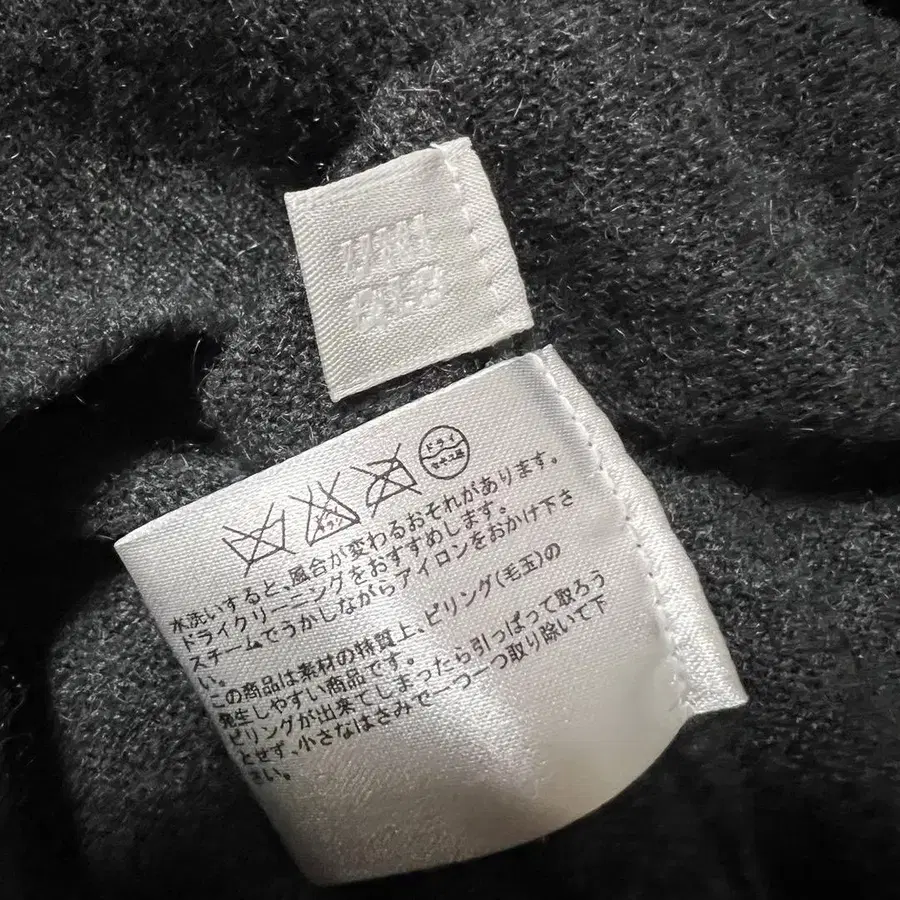 ドライ
セキユ系
水洗いすると、風合が変わるおそれがあります。
ドライクリーニングをおすすめします。
スチームでうかしながらアイロンをおかけ下さ
い。
この商品は素材の特質上、ピリング(毛玉)の
発生しやすい商品です。
ピリングが出来てしまったら引っぱって取ろう
とせず、小さなはさみで一つ一つ取り除いて下
さい。